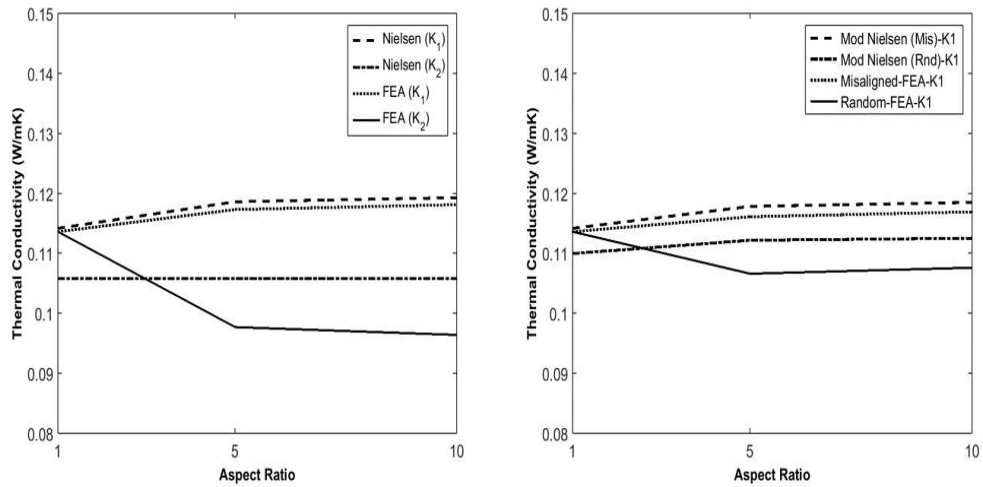 0.15
0.14
0.13
0.12
0.11
0.1
0.09
0.08
Thermal Conductivity (W/mK)
1
5
10
Aspect Ratio
Nielsen (K1)
Nielsen (K2)
FEA (K1)
FEA (K2)
0.15
0.14
0.13
0.12
0.11
0.1
0.09
0.08
Thermal Conductivity (W/mK)
1
5
10
Aspect Ratio
Mod Nielsen (Mis)-K1
Mod Nielsen (Rnd)-K1
Misaligned-FEA-K1
Random-FEA-K1